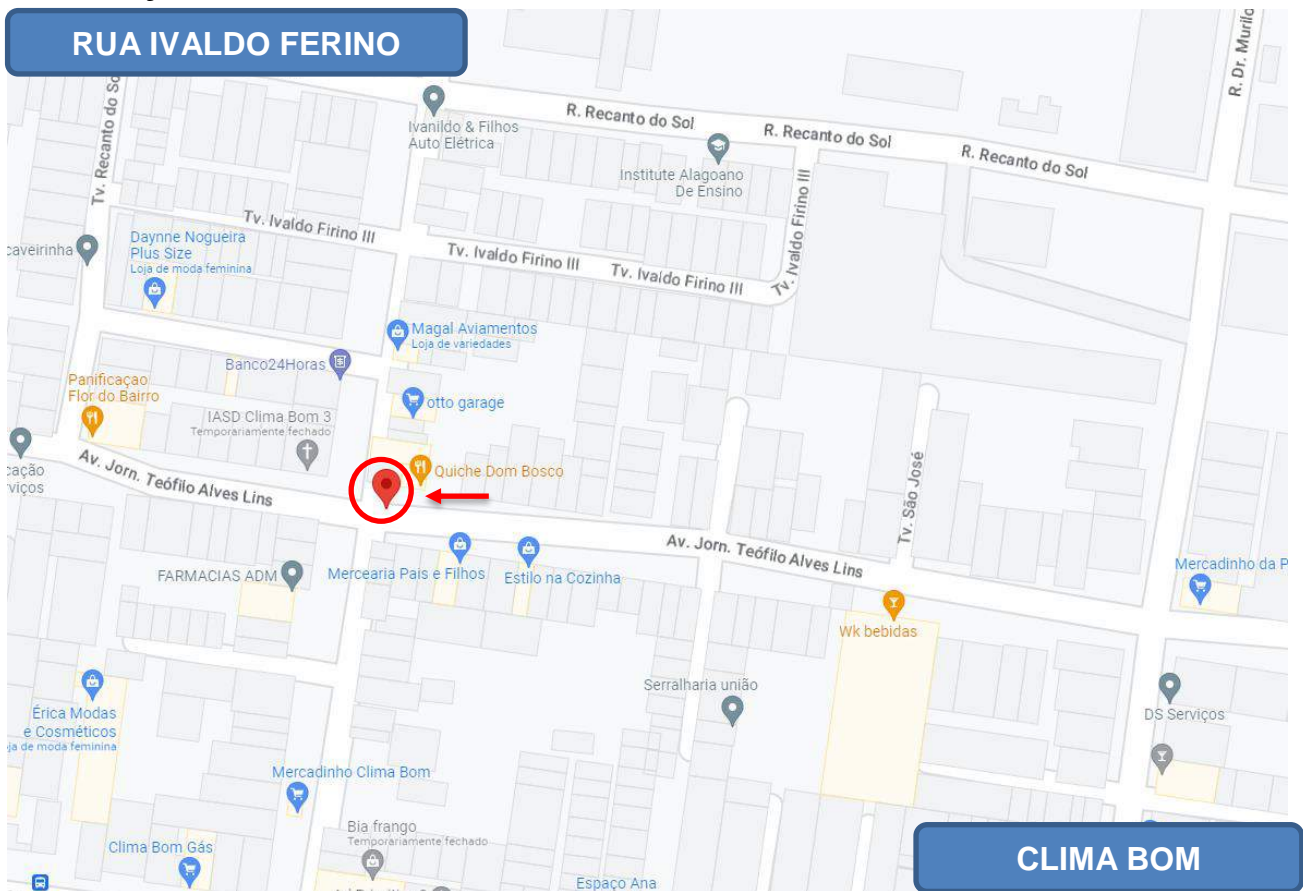 RUA IVALDO FERINO
R. Dr. Murilo
Tv. Recanto do Sol
Ivanildo & Filhos
Auto Elétrica
R. Recanto do Sol
R. Recanto do Sol
R. Recanto do Sol
Institute Alagoano
De Ensino
Tv. Ivaldo Firino III
Tv. Ivaldo Firino III
Tv. Ivaldo Firino III
Tv. Ivaldo Firino III
caveirinha
Daynne Nogueira
Plus Size
Loja de moda feminina
Magal Aviamentos
Loja de variedades
Banco24Horas
Panificaçao
Flor do Bairro
otto garage
IASD Clima Bom 3
Temporariamente fechado
Quiche Dom Bosco
cação
rviços
Av. Jorn. Teófilo Alves Lins
Tv. São José
Av. Jorn. Teófilo Alves Lins
FARMACIAS ADM
Mercearia Pais e Filhos
Estilo na Cozinha
Mercadinho da P
Wk bebidas
Serralharia união
DS Serviços
Érica Modas
e Cosméticos
ja de moda feminina
Mercadinho Clima Bom
Bia frango
Temporariamente fechado
Clima Bom Gás
Espaço Ana
CLIMA BOM